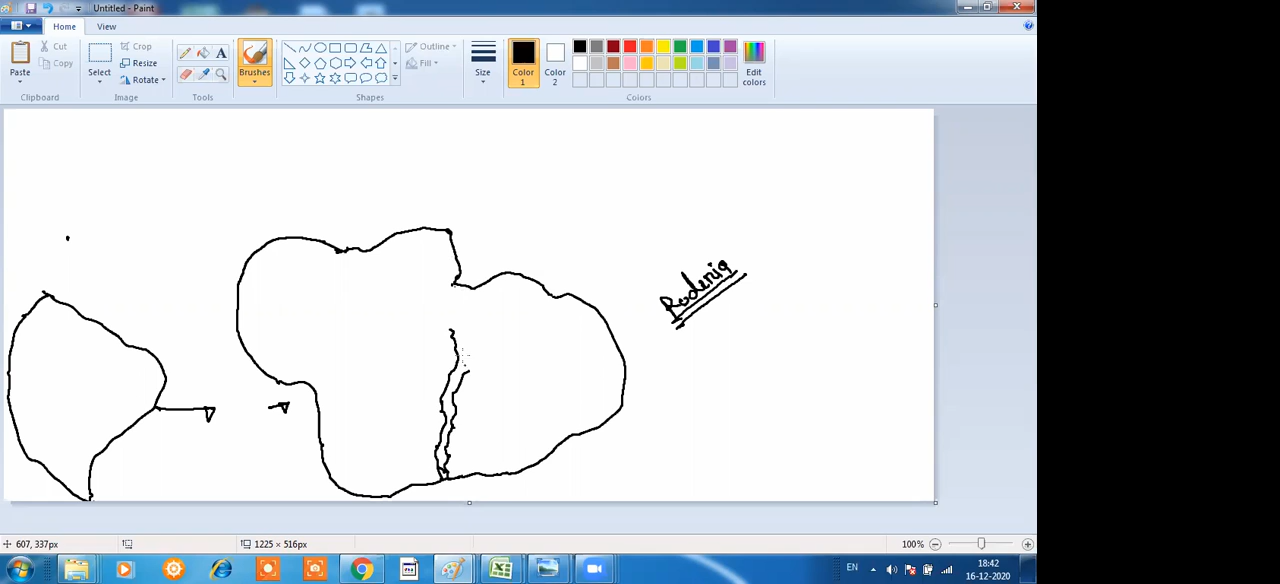 Untitled - Paint
Home View
Paste Cut Copy Select Crop Resize Rotate A Brushes Outline Fill Size Color 1 Color 2 Edit colors
Clipboard Image Tools Shapes Colors
607, 337px 1225 × 516px 100%
EN 18:42
16-12-2020